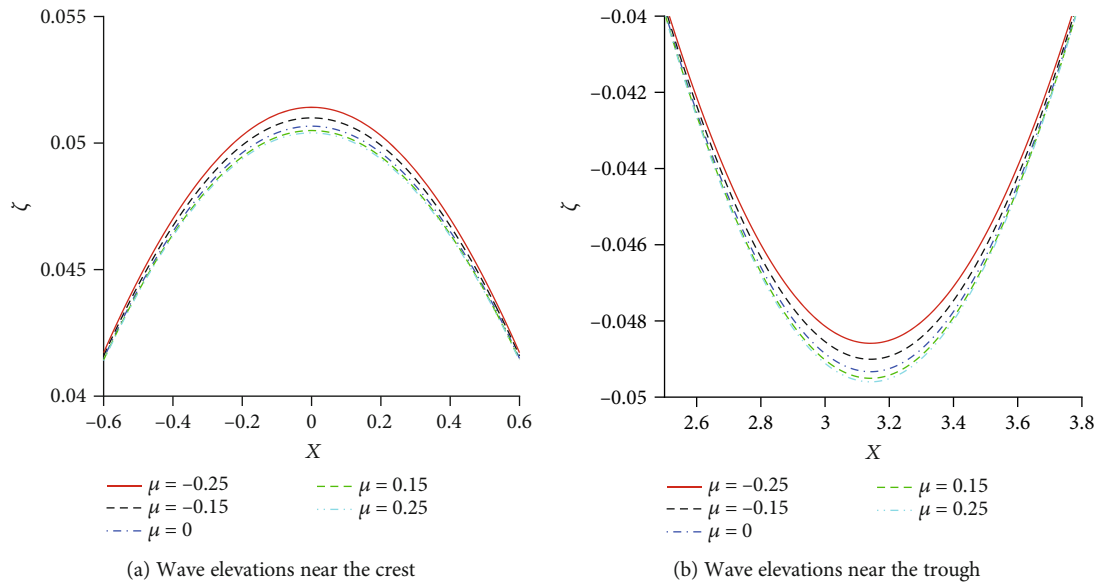 0.055
0.05
0.045
0.04
ζ
−0.6 −0.4 −0.2 0 0.2 0.4 0.6
X
μ = −0.25
μ = −0.15
μ = 0
μ = 0.15
μ = 0.25
(a) Wave elevations near the crest
−0.04
−0.042
−0.044
−0.046
−0.048
−0.05
ζ
2.6 2.8 3 3.2 3.4 3.6 3.8
X
μ = −0.25
μ = −0.15
μ = 0
μ = 0.15
μ = 0.25
(b) Wave elevations near the trough